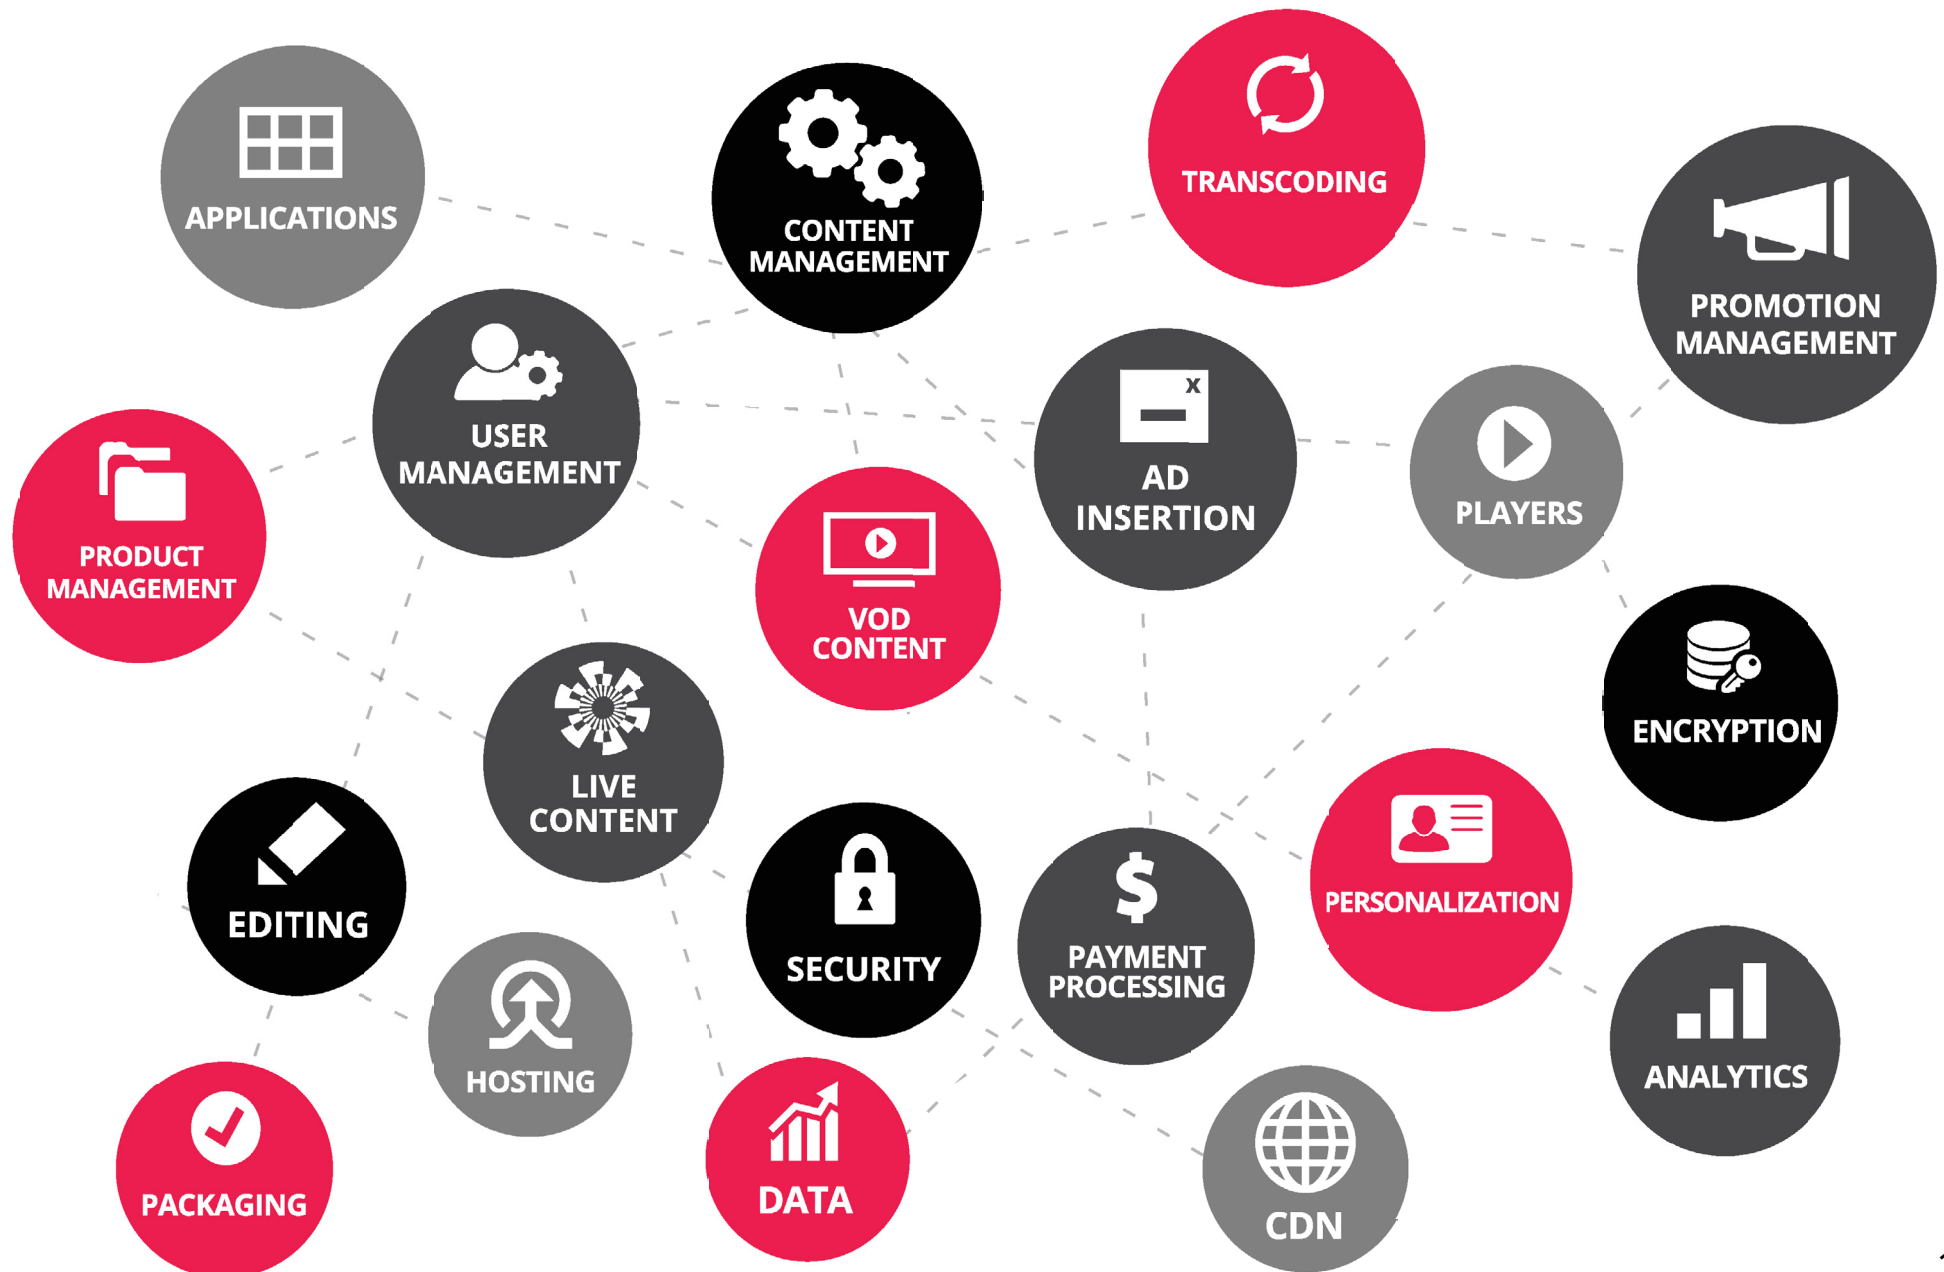 APPLICATIONS
CONTENT
MANAGEMENT
TRANSCODING
PROMOTION
MANAGEMENT
USER
MANAGEMENT
X
AD
INSERTION
PLAYERS
PRODUCT
MANAGEMENT
VOD
CONTENT
ENCRYPTION
LIVE
CONTENT
EDITING
SECURITY
$
PAYMENT
PROCESSING
PERSONALIZATION
HOSTING
ANALYTICS
PACKAGING
DATA
CDN